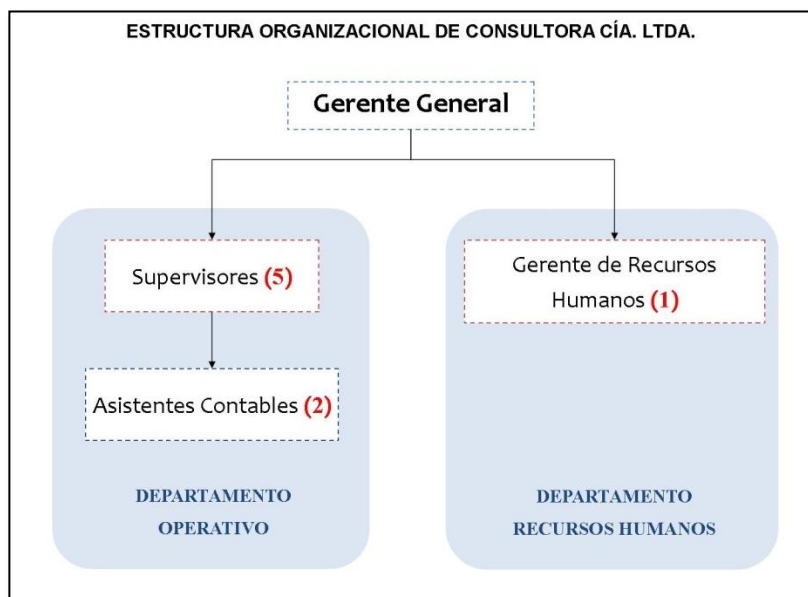 ESTRUCTURA ORGANIZACIONAL DE CONSULTORA CÍA. LTDA.
Gerente General
Supervisores (5)
Asistentes Contables (2)
DEPARTAMENTO
OPERATIVO
Gerente de Recursos
Humanos (1)
DEPARTAMENTO
RECURSOS HUMANOS